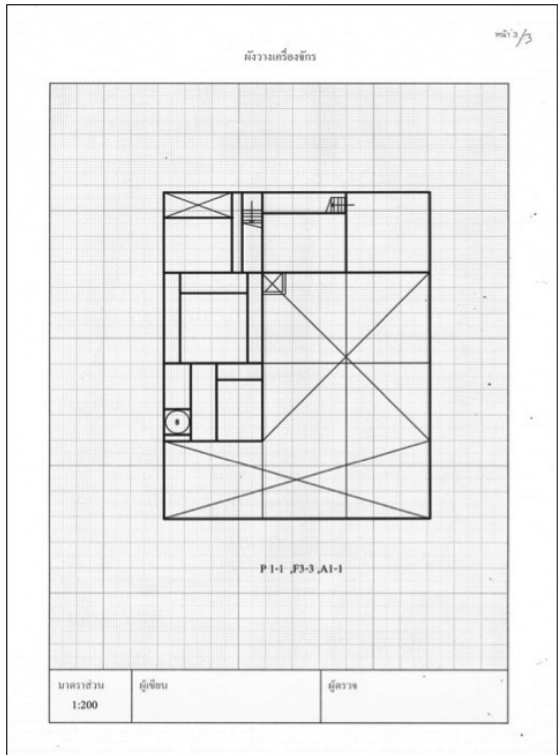 หน้า 3/3
ผังวางเครื่องจักร
8
P 1-1 ,F3-3 ,A1-1
มาตราส่วน
1:200
ผู้เขียน
ผู้ตรวจ